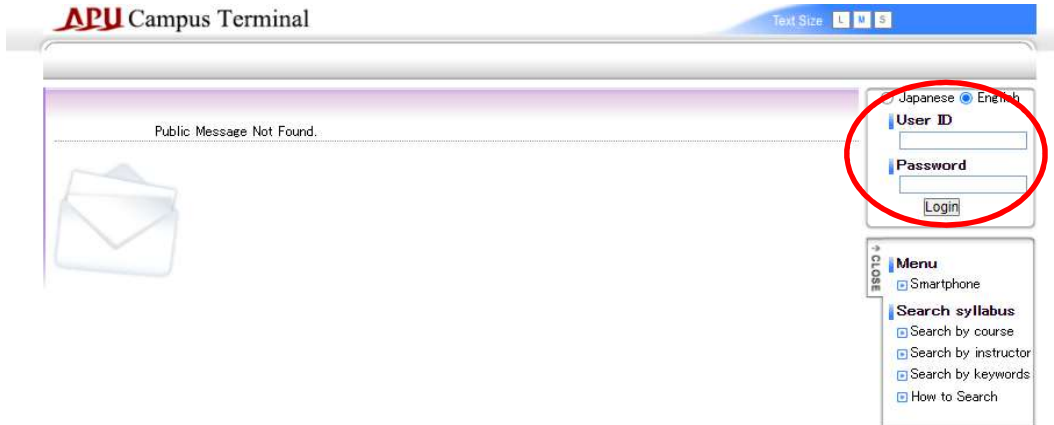 APU Campus Terminal
Text Size L M S
Japanese English
User ID
Public Message Not Found.
Password
Login
↑ CLOSE
Menu
Smartphone
Search syllabus
Search by course
Search by instructor
Search by keywords
How to Search